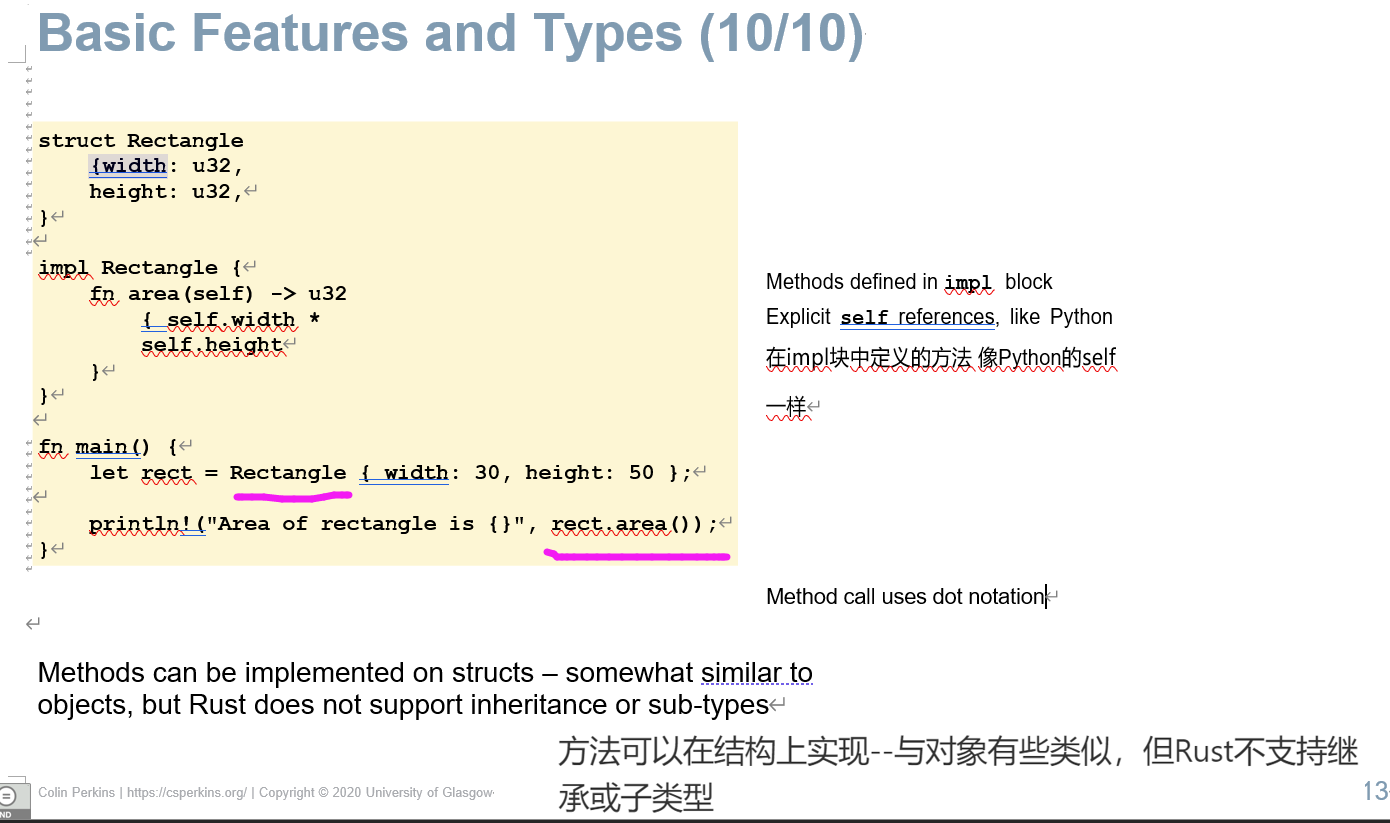 Basic Features and Types (10/10)
struct Rectangle
{width: u32,
height: u32,
}
impl Rectangle {
fn area(self) -> u32
{ self.width *
self.height
}
}
fn main() {
let rect = Rectangle { width: 30, height: 50 };
println!("Area of rectangle is {}", rect.area());
}
Methods defined in impl block
Explicit self references, like Python
在impl块中定义的方法 像Python的self
一样
Method call uses dot notation
Methods can be implemented on structs – somewhat similar to
objects, but Rust does not support inheritance or sub-types
方法可以在结构上实现--与对象有些类似，但Rust不支持继
承或子类型
ND
Colin Perkins | https://csperkins.org/ | Copyright © 2020 University of Glasgow
13